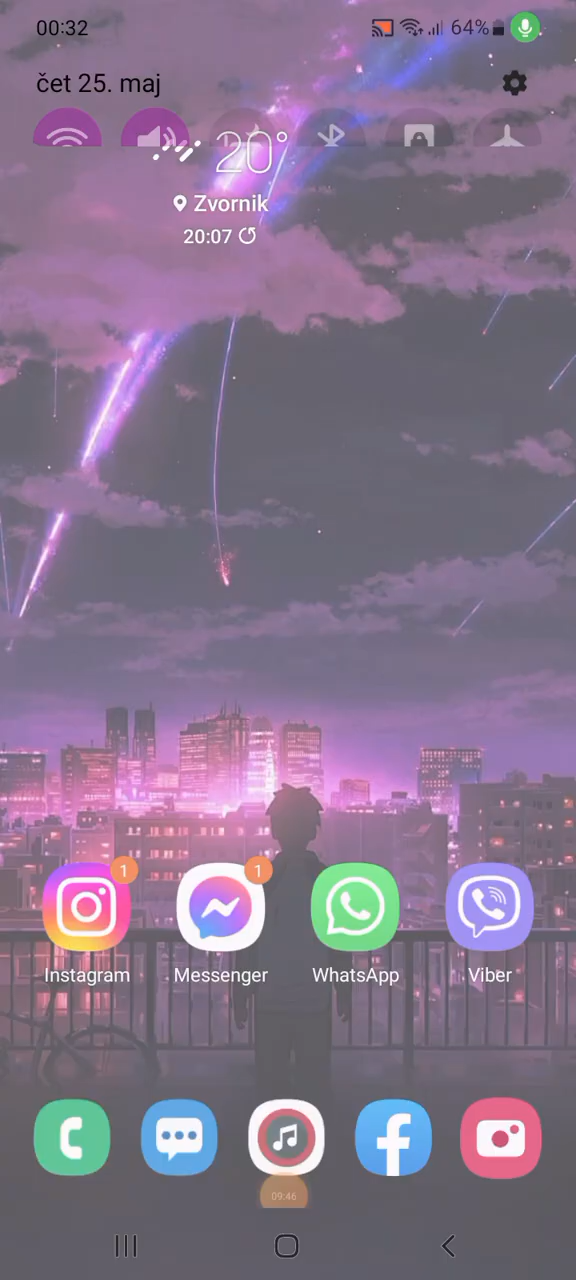 00:32 64%
čet 25. maj
20°
Zvornik
20:07
1 1
Instagram Messenger WhatsApp Viber
09:46